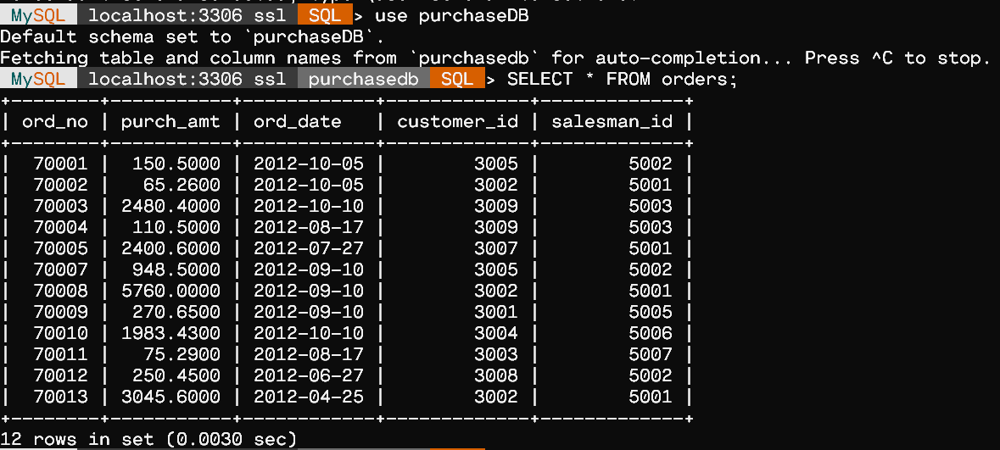 MySQL localhost:3306 ssl SQL > use purchaseDB
Default schema set to `purchaseDB`.
Fetching table and column names from `purchasedb` for auto-completion... Press ^C to stop.
MySQL localhost:3306 ssl purchasedb SQL > SELECT * FROM orders;
+--------+-----------+------------+-------------+-------------+
| ord_no | purch_amt | ord_date   | customer_id | salesman_id |
+--------+-----------+------------+-------------+-------------+
|  70001 |  150.5000 | 2012-10-05 |        3005 |        5002 |
|  70002 |   65.2600 | 2012-10-05 |        3002 |        5001 |
|  70003 | 2480.4000 | 2012-10-10 |        3009 |        5003 |
|  70004 |  110.5000 | 2012-08-17 |        3009 |        5003 |
|  70005 | 2400.6000 | 2012-07-27 |        3007 |        5001 |
|  70007 |  948.5000 | 2012-09-10 |        3005 |        5002 |
|  70008 | 5760.0000 | 2012-09-10 |        3002 |        5001 |
|  70009 |  270.6500 | 2012-09-10 |        3001 |        5005 |
|  70010 | 1983.4300 | 2012-10-10 |        3004 |        5006 |
|  70011 |   75.2900 | 2012-08-17 |        3003 |        5007 |
|  70012 |  250.4500 | 2012-06-27 |        3008 |        5002 |
|  70013 | 3045.6000 | 2012-04-25 |        3002 |        5001 |
+--------+-----------+------------+-------------+-------------+
12 rows in set (0.0030 sec)